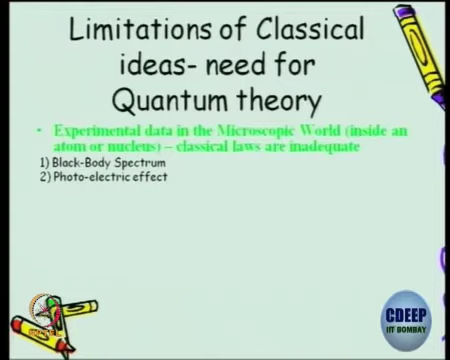 Limitations of Classical
ideas- need for
Quantum theory
• Experimental data in the Microscopic World (inside an
atom or nucleus) – classical laws are inadequate
1) Black-Body Spectrum
2) Photo-electric effect
CDEEP
IIT BOMBAY